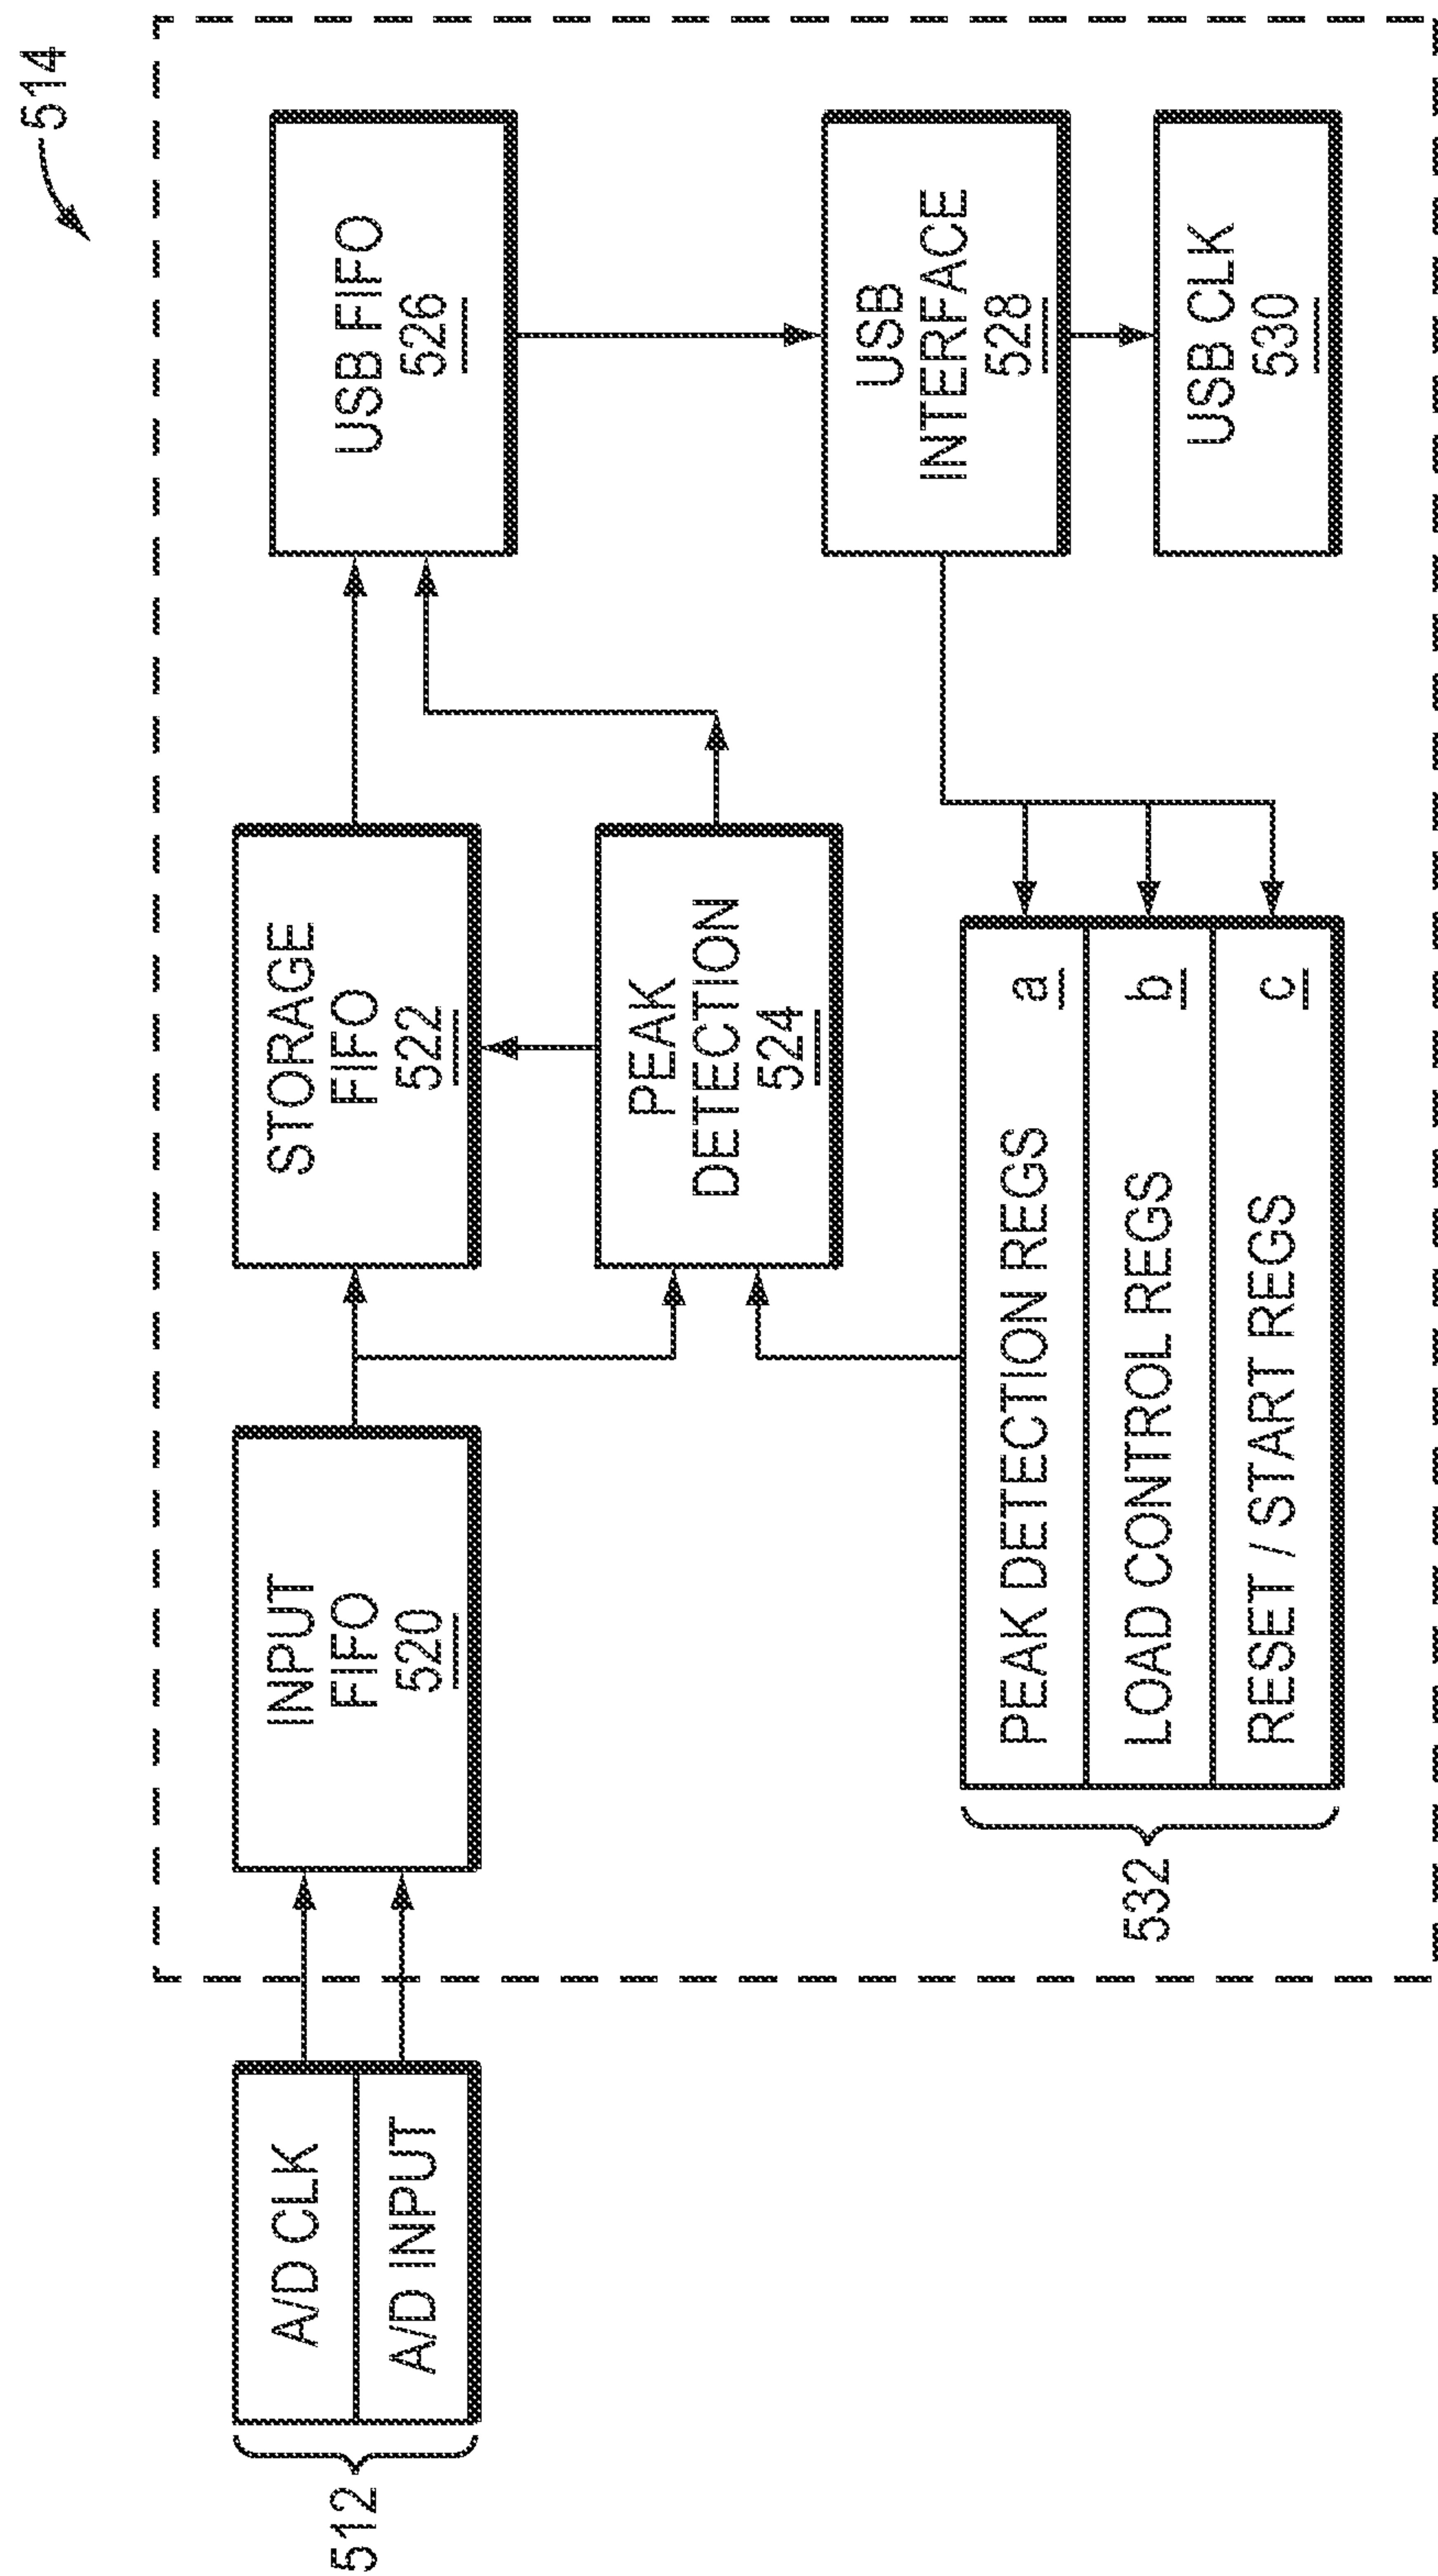 514
A/D CLK
A/D INPUT
512
INPUT
FIFO
520
STORAGE
FIFO
522
PEAK
DETECTION
524
USB FIFO
526
USB
INTERFACE
528
USB CLK
530
PEAK DETECTION REGS a
LOAD CONTROL REGS b
RESET / START REGS c
532